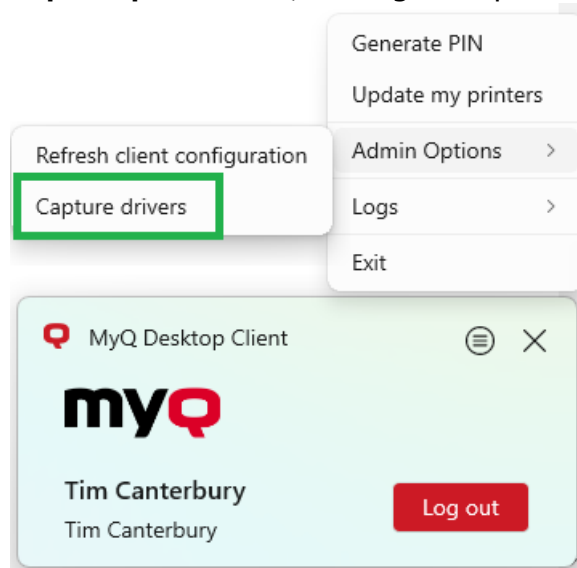 Generate PIN
Update my printers
Admin Options
Refresh client configuration
Capture drivers
Logs
Exit
MyQ Desktop Client
myQ
Tim Canterbury
Tim Canterbury
Log out